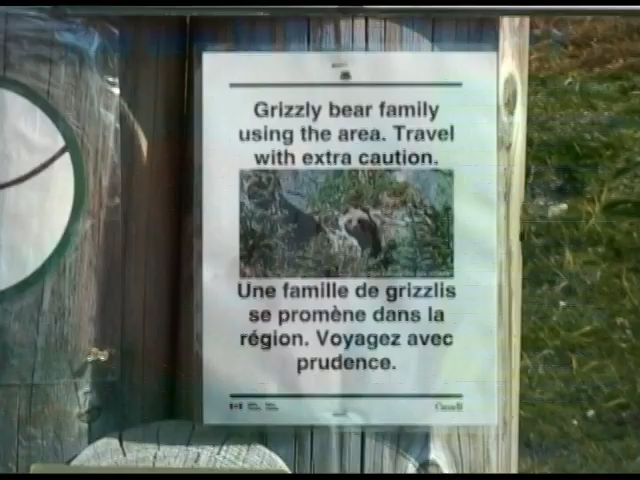 Grizzly bear family
using the area. Travel
with extra caution.
Une famille de grizzlis
se promène dans la
région. Voyagez avec
prudence.
Canada